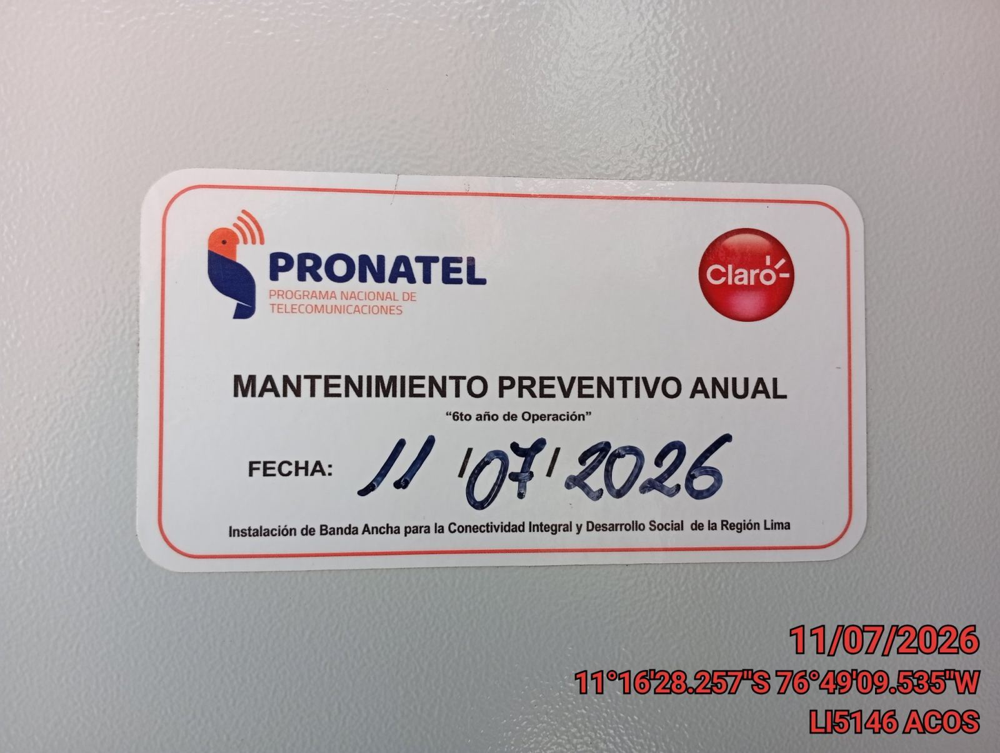 PRONATEL
PROGRAMA NACIONAL DE
TELECOMUNICACIONES
Claro
MANTENIMIENTO PREVENTIVO ANUAL
“6to año de Operación”
FECHA: 11 / 07 / 2026
Instalación de Banda Ancha para la Conectividad Integral y Desarrollo Social de la Región Lima
11/07/2026
11°16'28.257"S 76°49'09.535"W
LI5146 ACOS